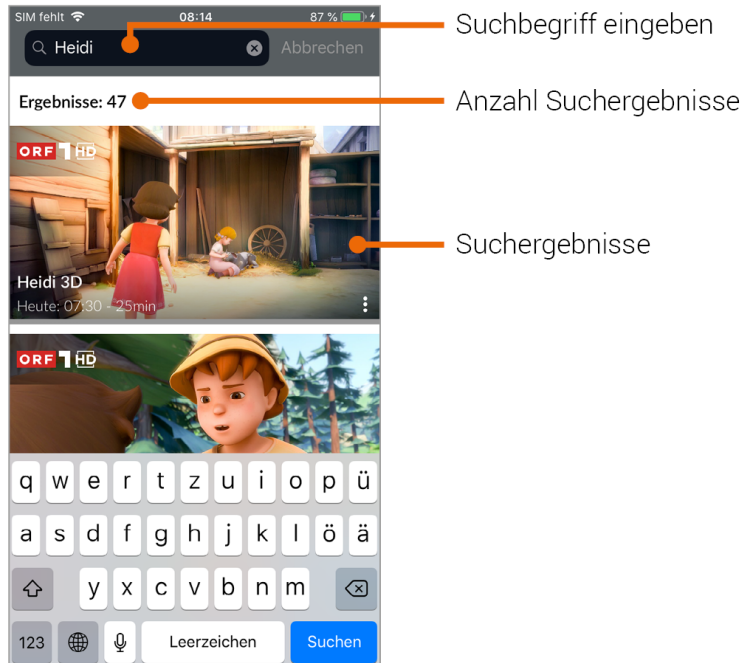 SIM fehlt 08:14 87 %
Heidi Abbrechen
Suchbegriff eingeben
Ergebnisse: 47
Anzahl Suchergebnisse
ORF 1 HD
Suchergebnisse
Heidi 3D
Heute: 07:30 - 25min
ORF 1 HD
q w e r t z u i o p ü
a s d f g h j k l ö ä
y x c v b n m
123 Leerzeichen Suchen